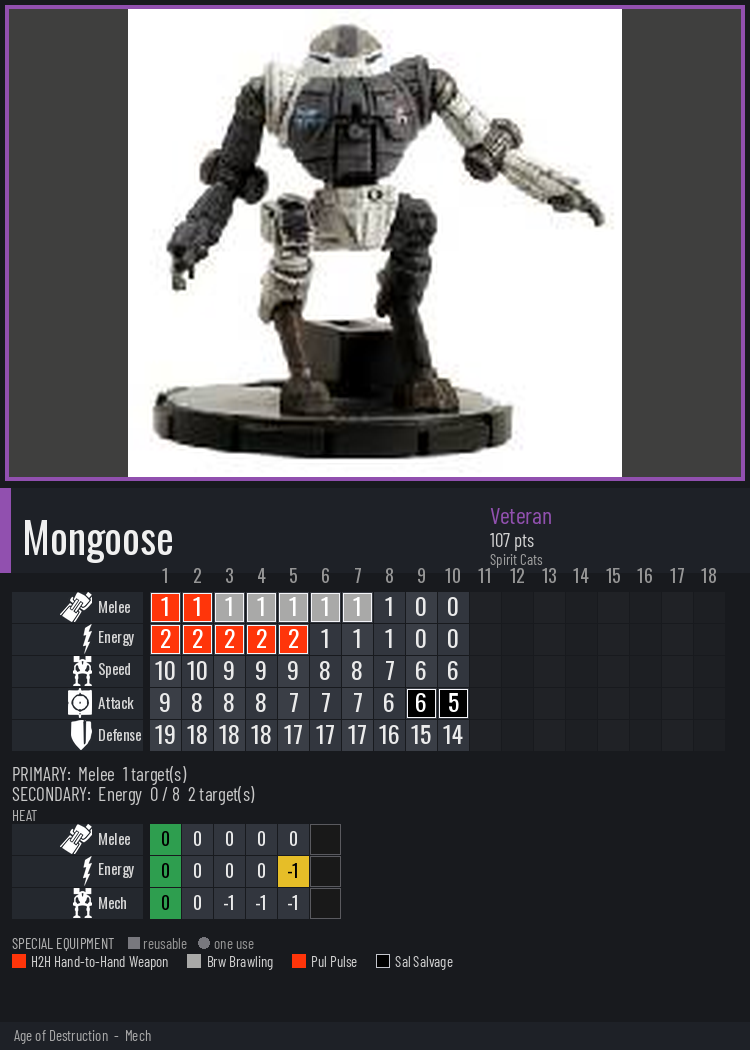 Mongoose
Veteran
107 pts
Spirit Cats
1 2 3 4 5 6 7 8 9 10 11 12 13 14 15 16 17 18
Melee 1 1 1 1 1 1 1 1 0 0
Energy 2 2 2 2 2 1 1 1 0 0
Speed 10 10 9 9 9 8 8 7 6 6
Attack 9 8 8 8 7 7 7 6 6 5
Defense 19 18 18 18 17 17 17 16 15 14
PRIMARY: Melee 1 target(s)
SECONDARY: Energy 0 / 8 2 target(s)
HEAT
Melee 0 0 0 0 0
Energy 0 0 0 0 -1
Mech 0 0 -1 -1 -1
SPECIAL EQUIPMENT reusable one use
H2H Hand-to-Hand Weapon Brw Brawling Pul Pulse Sal Salvage
Age of Destruction - Mech